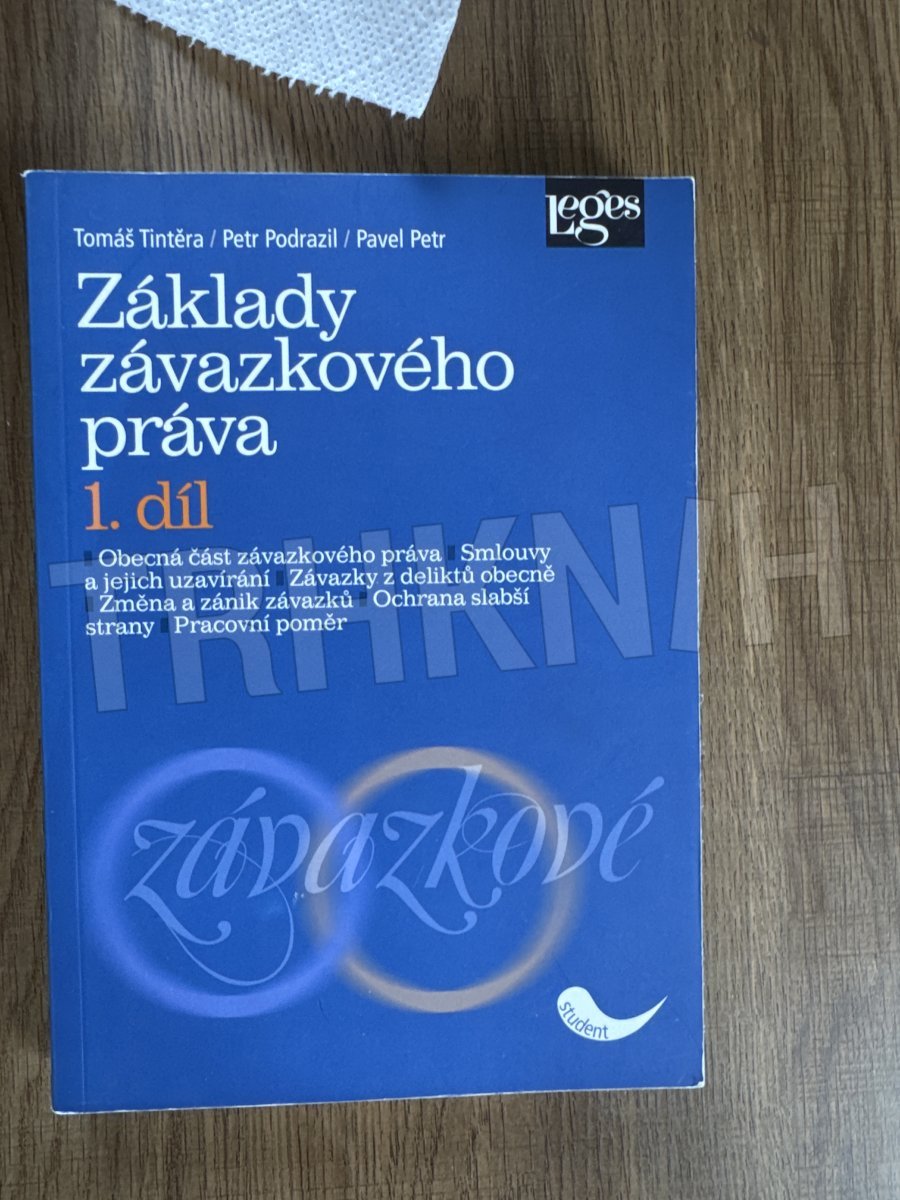 Leges
Tomáš Tintěra / Petr Podrazil / Pavel Petr
Základy
závazkového
práva
1. díl
Obecná část závazkového práva Smlouvy
a jejich uzavírání Závazky z deliktů obecně
Změna a zánik závazků Ochrana slabší
strany Pracovní poměr
TRHKNAH
závazkové
student